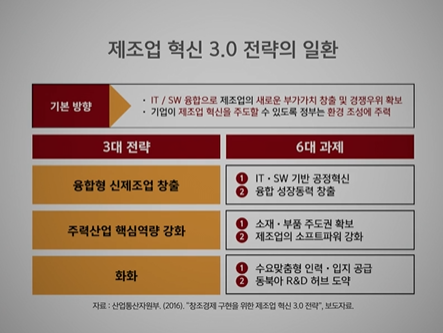 제조업 혁신 3.0 전략의 일환
기본 방향
· IT / SW 융합으로 제조업의 새로운 부가가치 창출 및 경쟁우위 확보
· 기업이 제조업 혁신을 주도할 수 있도록 정부는 환경 조성에 주력
3대 전략
6대 과제
융합형 신제조업 창출
1 IT · SW 기반 공정혁신
2 융합 성장동력 창출
주력산업 핵심역량 강화
1 소재 · 부품 주도권 확보
2 제조업의 소프트파워 강화
화화
1 수요맞춤형 인력 · 입지 공급
2 동북아 R&D 허브 도약
자료 : 산업통산자원부. (2016). "창조경제 구현을 위한 제조업 혁신 3.0 전략", 보도자료.